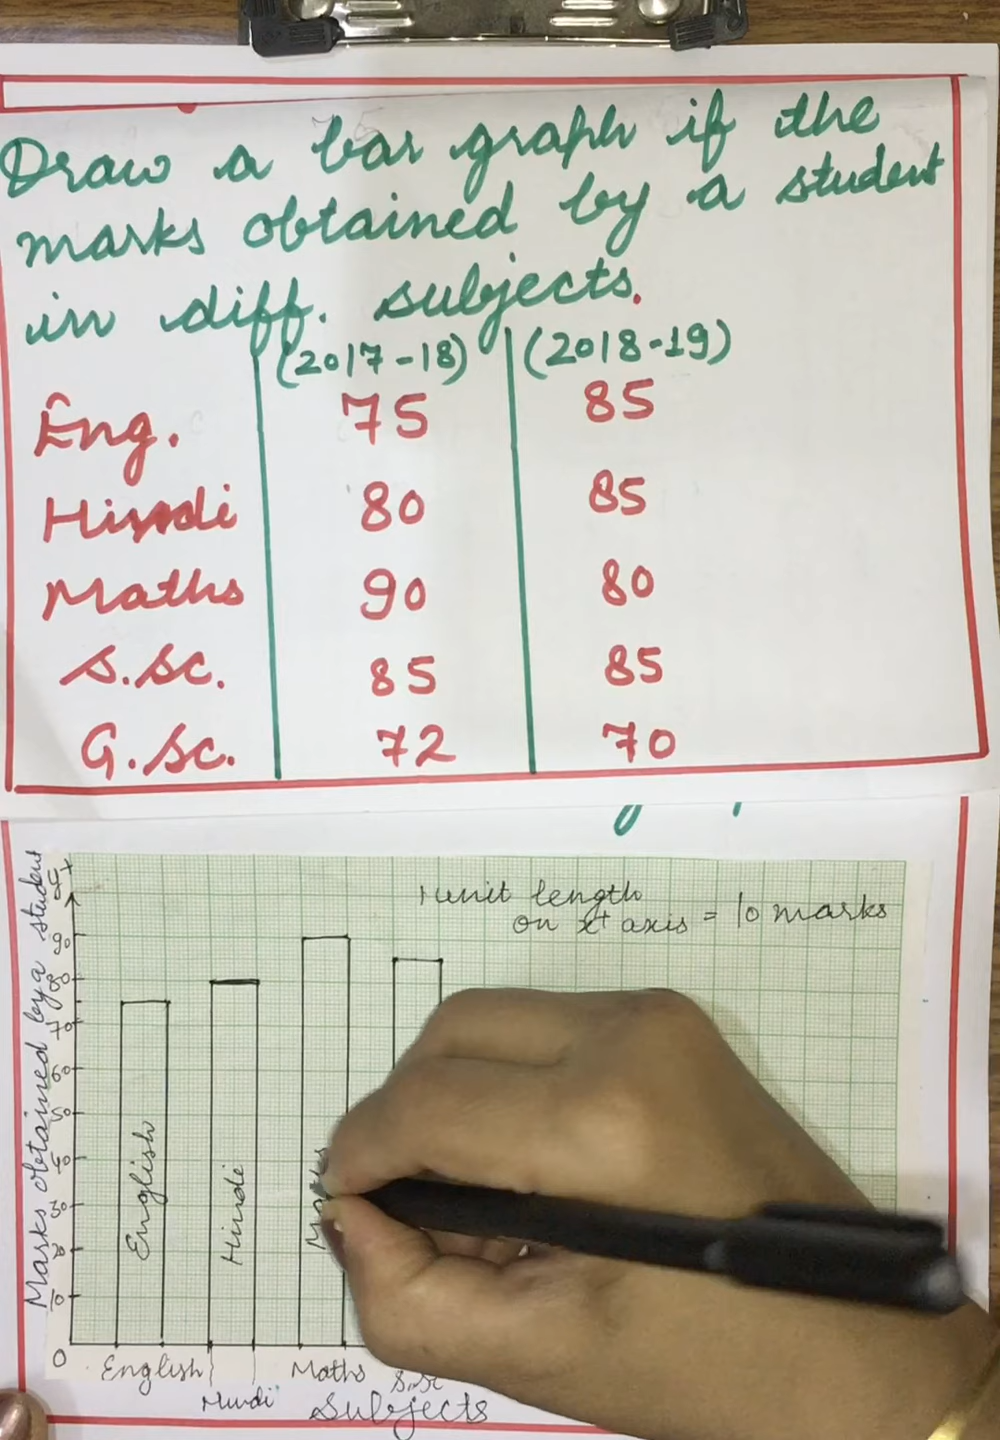 Draw a bar graph if the
marks obtained by a student
in diff. subjects.
(2017-18) (2018-19)
Eng. 75 85
Hindi 80 85
Maths 90 80
S.Sc. 85 85
G.Sc. 72 70
1 unit length
on x+ axis = 10 marks
Marks obtained by a student
90
80
70
60
50
40
30
20
10
0
English
Hindi
Maths
English
Hindi
Maths
S.Sc
Subjects